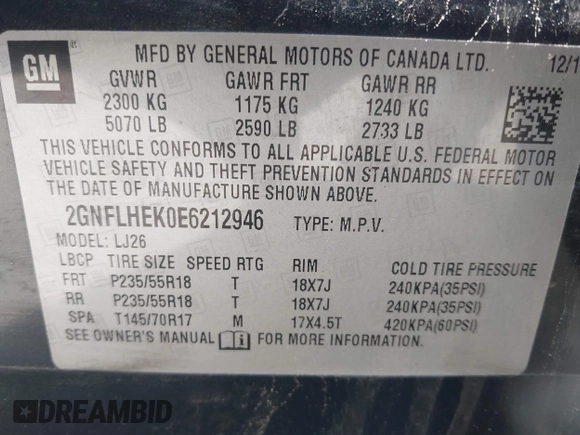 GM
MFD BY GENERAL MOTORS OF CANADA LTD. 12/1
GVWR GAWR FRT GAWR RR
2300 KG 1175 KG 1240 KG
5070 LB 2590 LB 2733 LB
THIS VEHICLE CONFORMS TO ALL APPLICABLE U.S. FEDERAL MOTOR
VEHICLE SAFETY AND THEFT PREVENTION STANDARDS IN EFFECT ON
THE DATE OF MANUFACTURE SHOWN ABOVE.
2GNFLHEK0E6212946 TYPE: M.P.V.
MODEL: LJ26
LBCP TIRE SIZE SPEED RTG RIM COLD TIRE PRESSURE
FRT P235/55R18 T 18X7J 240KPA(35PSI)
RR P235/55R18 T 18X7J 240KPA(35PSI)
SPA T145/70R17 M 17X4.5T 420KPA(60PSI)
SEE OWNER'S MANUAL FOR MORE INFORMATION.
DREAMBID